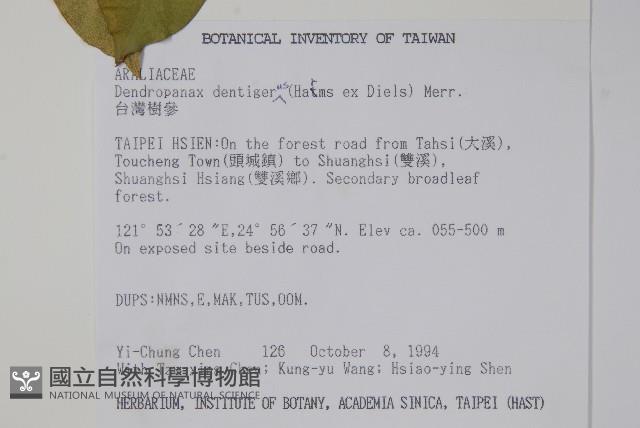 BOTANICAL INVENTORY OF TAIWAN
ARALIACEAE
Dendropanax dentigerus (Harms ex Diels) Merr.
台灣樹參
TAIPEI HSIEN:On the forest road from Tahsi(大溪),
Toucheng Town(頭城鎮) to Shuanghsi(雙溪),
Shuanghsi Hsiang(雙溪鄉). Secondary broadleaf
forest.
121° 53´28 ″E,24° 56´37 ″N. Elev ca. 055-500 m
On exposed site beside road.
DUPS:NMNS,E,MAK,TUS,OOM.
Yi-Chung Chen 126 October 8, 1994
With Chen; Kung-yu Wang; Hsiao-ying Shen
國立自然科學博物館
NATIONAL MUSEUM OF NATURAL SCIENCE
HERBARIUM, INSTITUTE OF BOTANY, ACADEMIA SINICA, TAIPEI (HAST)